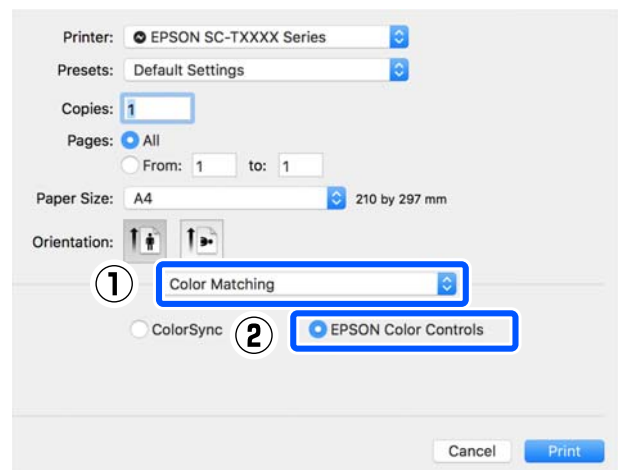 Printer: EPSON SC-TXXXX Series
Presets: Default Settings
Copies: 1
Pages: All
From: 1 to: 1
Paper Size: A4 210 by 297 mm
Orientation:
① Color Matching
ColorSync ② EPSON Color Controls
Cancel Print